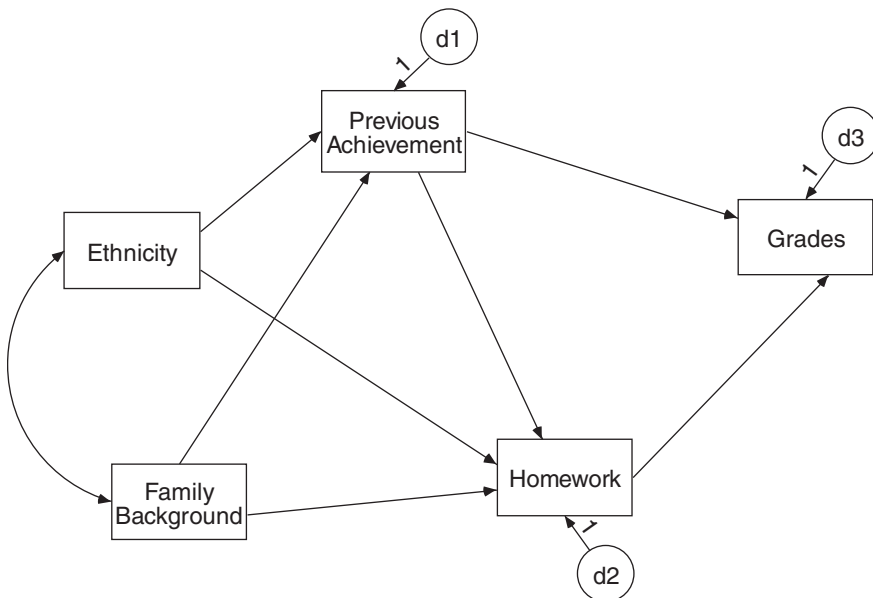 d1
1
Previous
Achievement
d3
1
Ethnicity
Grades
Family
Background
Homework
1
d2